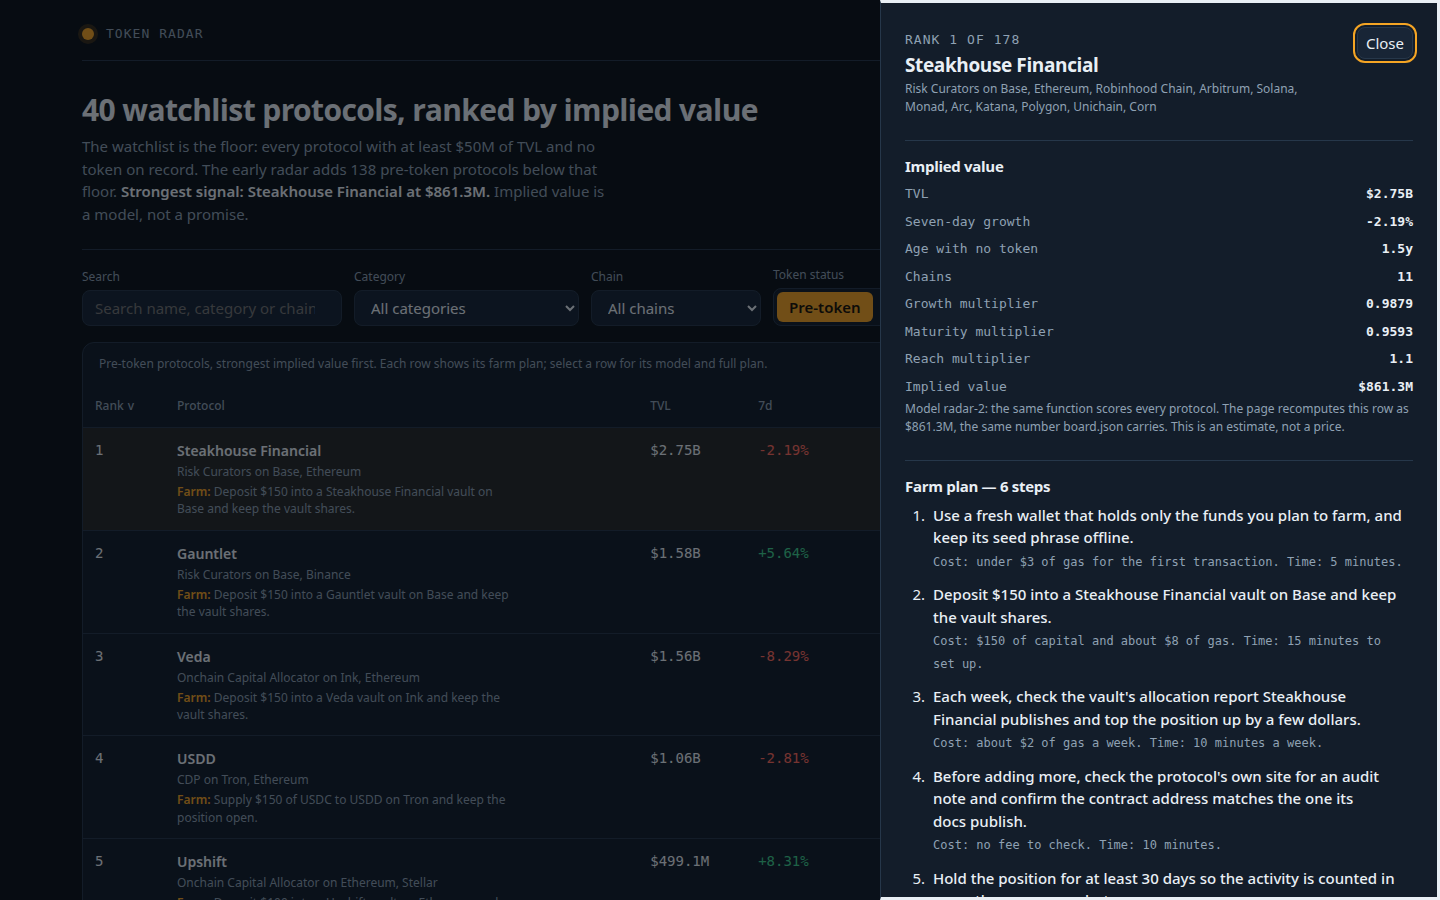 TOKEN RADAR
40 watchlist protocols, ranked by implied value
The watchlist is the floor: every protocol with at least $50M of TVL and no
token on record. The early radar adds 138 pre-token protocols below that
floor. Strongest signal: Steakhouse Financial at $861.3M. Implied value is
a model, not a promise.
Search
Category
Chain
Token status
Search name, category or chain
All categories
All chains
Pre-token
Pre-token protocols, strongest implied value first. Each row shows its farm plan; select a row for its model and full plan.
Rank v
Protocol
TVL
7d
1
Steakhouse Financial
$2.75B
-2.19%
Risk Curators on Base, Ethereum
Farm: Deposit $150 into a Steakhouse Financial vault on
Base and keep the vault shares.
2
Gauntlet
$1.58B
+5.64%
Risk Curators on Base, Binance
Farm: Deposit $150 into a Gauntlet vault on Base and keep
the vault shares.
3
Veda
$1.56B
-8.29%
Onchain Capital Allocator on Ink, Ethereum
Farm: Deposit $150 into a Veda vault on Ink and keep the
vault shares.
4
USDD
$1.06B
-2.81%
CDP on Tron, Ethereum
Farm: Supply $150 of USDC to USDD on Tron and keep the
position open.
5
Upshift
$499.1M
+8.31%
Onchain Capital Allocator on Ethereum, Stellar
RANK 1 OF 178
Close
Steakhouse Financial
Risk Curators on Base, Ethereum, Robinhood Chain, Arbitrum, Solana,
Monad, Arc, Katana, Polygon, Unichain, Corn
Implied value
TVL $2.75B
Seven-day growth -2.19%
Age with no token 1.5y
Chains 11
Growth multiplier 0.9879
Maturity multiplier 0.9593
Reach multiplier 1.1
Implied value $861.3M
Model radar-2: the same function scores every protocol. The page recomputes this row as
$861.3M, the same number board.json carries. This is an estimate, not a price.
Farm plan — 6 steps
1. Use a fresh wallet that holds only the funds you plan to farm, and
keep its seed phrase offline.
Cost: under $3 of gas for the first transaction. Time: 5 minutes.
2. Deposit $150 into a Steakhouse Financial vault on Base and keep
the vault shares.
Cost: $150 of capital and about $8 of gas. Time: 15 minutes to
set up.
3. Each week, check the vault's allocation report Steakhouse
Financial publishes and top the position up by a few dollars.
Cost: about $2 of gas a week. Time: 10 minutes a week.
4. Before adding more, check the protocol's own site for an audit
note and confirm the contract address matches the one its
docs publish.
Cost: no fee to check. Time: 10 minutes.
5. Hold the position for at least 30 days so the activity is counted in